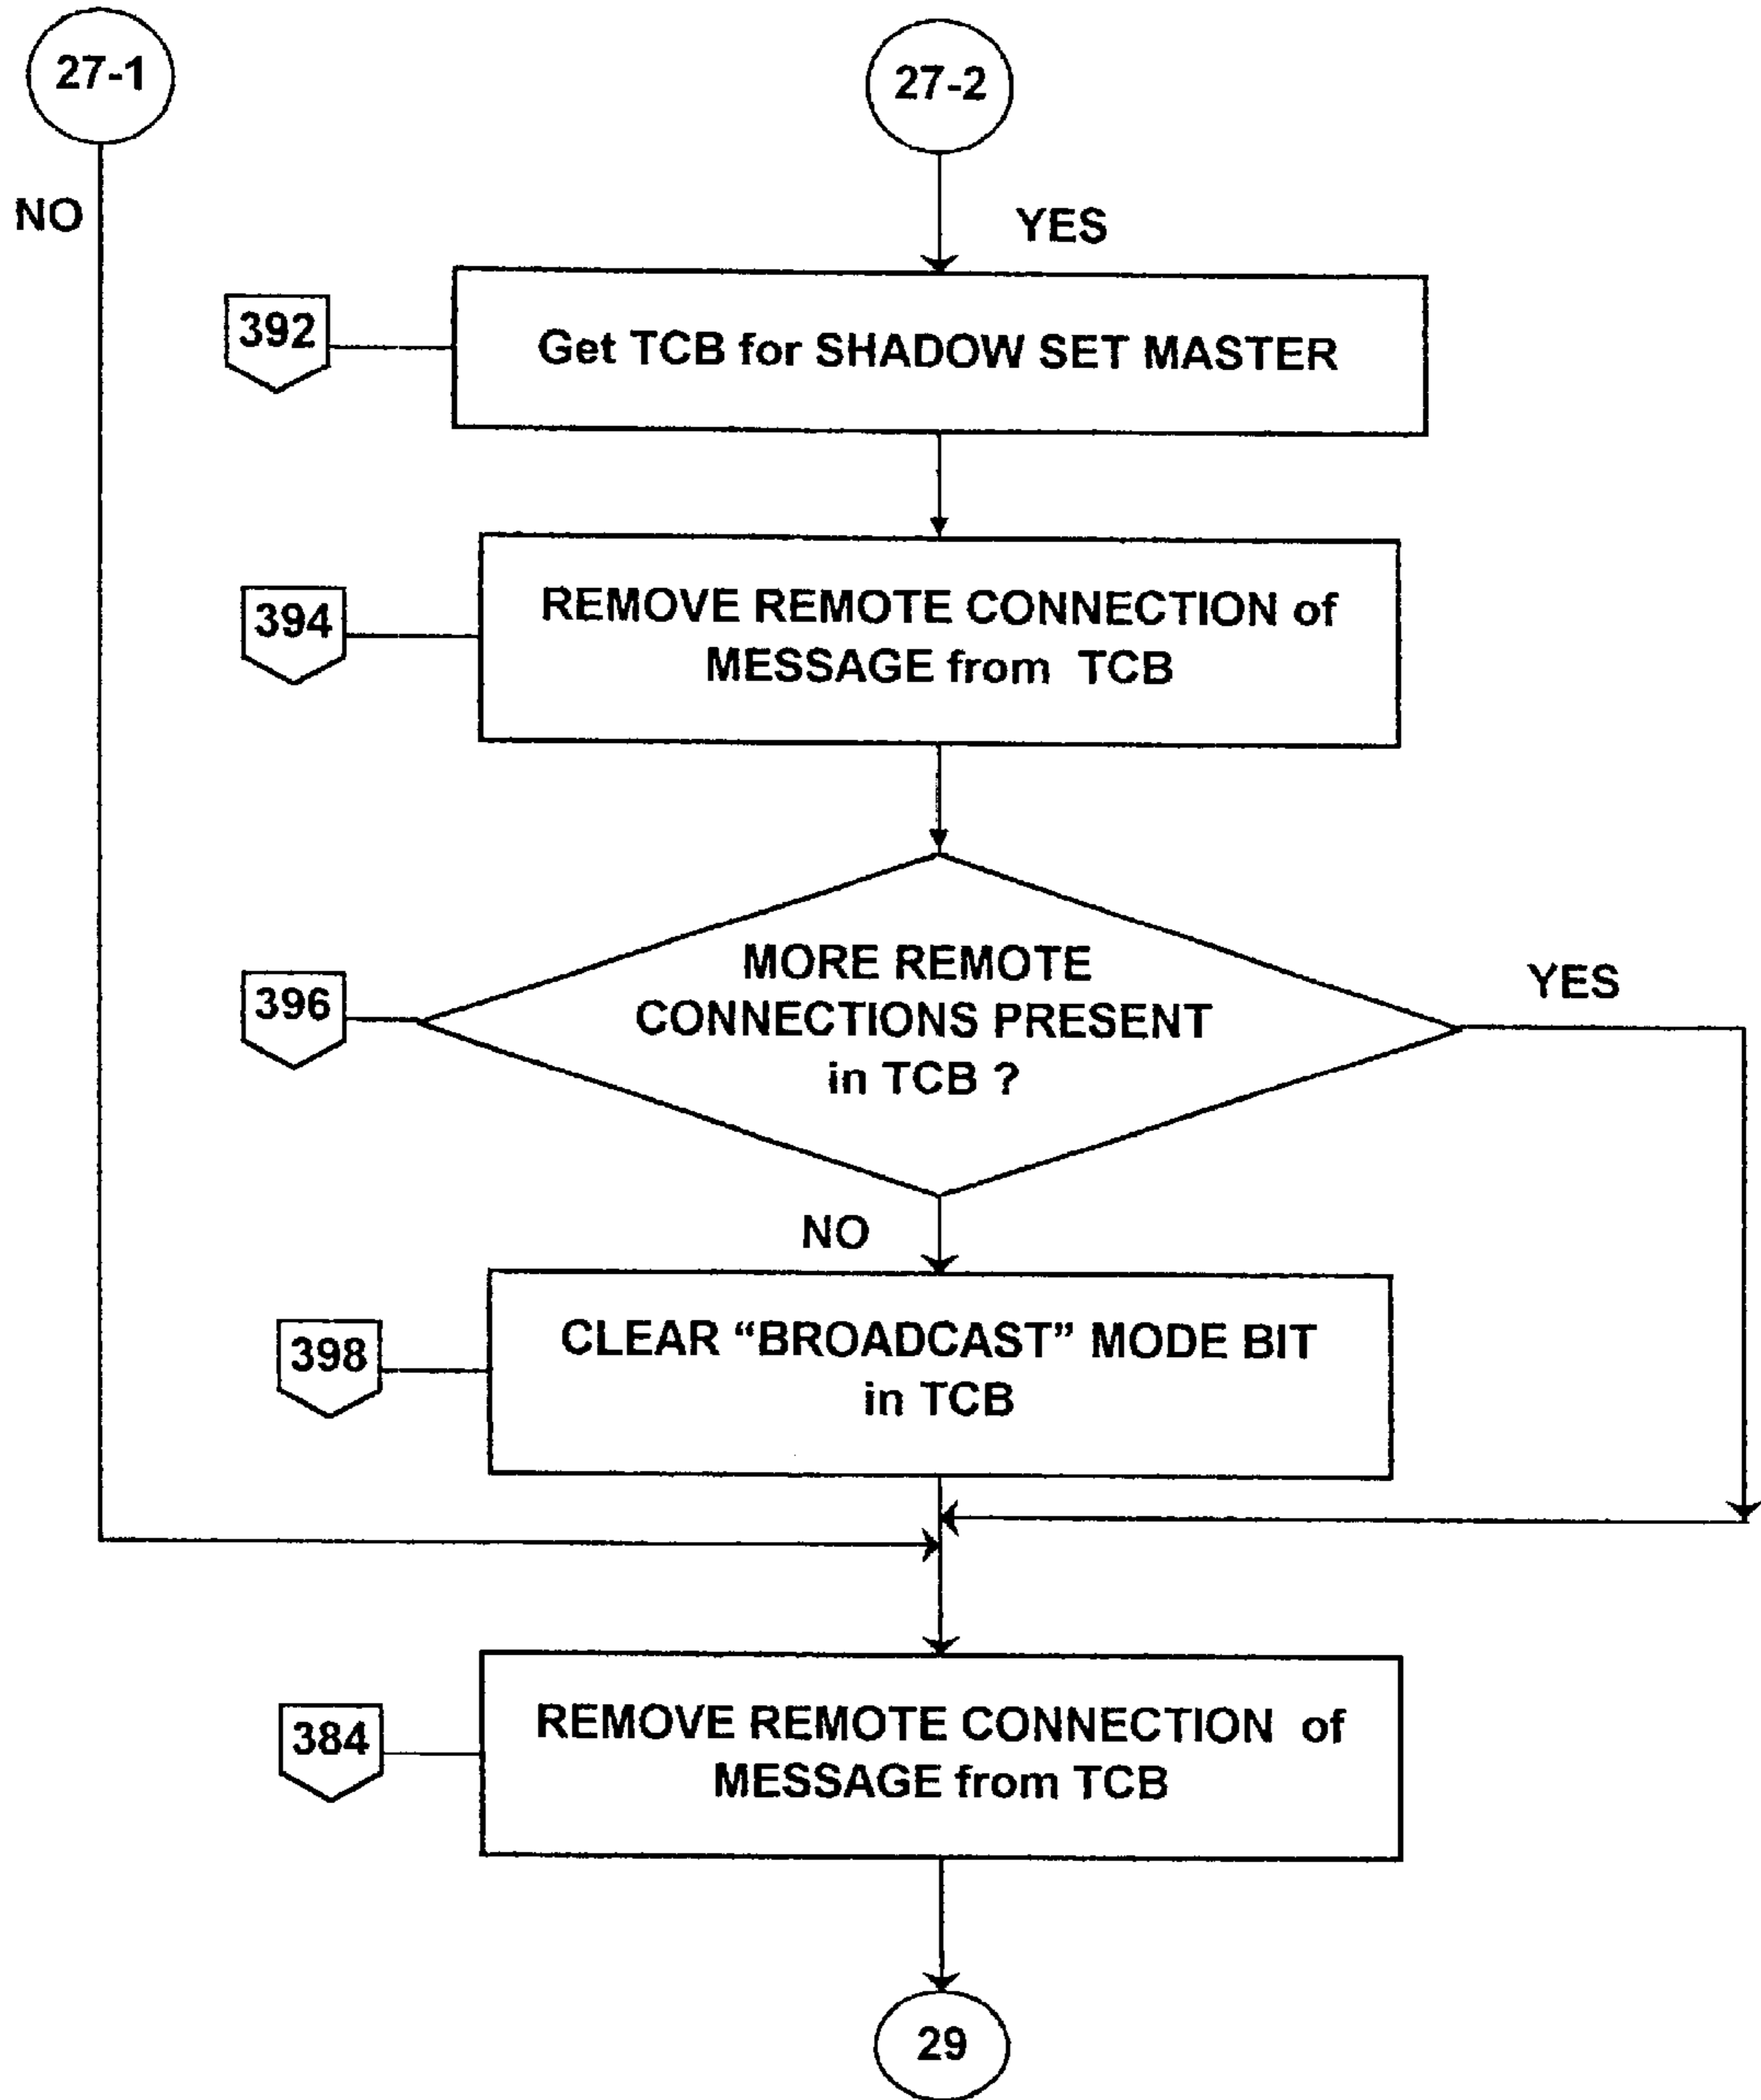 27-1
27-2
NO
YES
392
Get TCB for SHADOW SET MASTER
394
REMOVE REMOTE CONNECTION of
MESSAGE from TCB
396
MORE REMOTE
CONNECTIONS PRESENT
in TCB ?
YES
NO
398
CLEAR “BROADCAST” MODE BIT
in TCB
384
REMOVE REMOTE CONNECTION of
MESSAGE from TCB
29